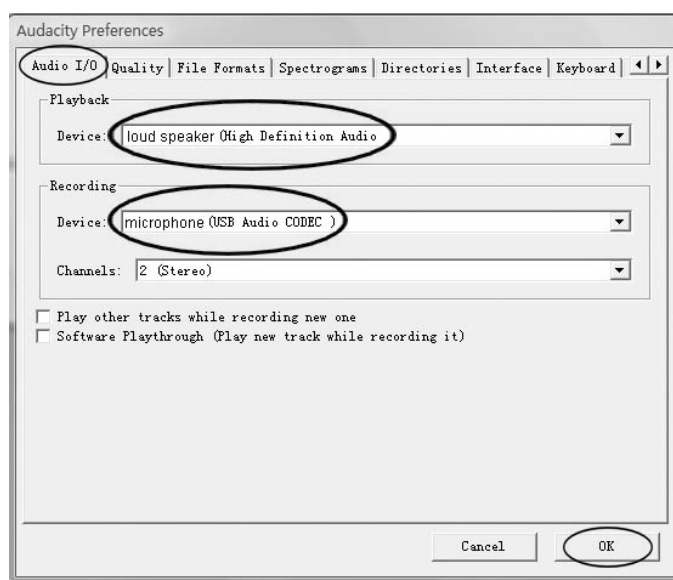 Audacity Preferences
Audio I/O Quality File Formats Spectrograms Directories Interface Keyboard
Playback
Device: loud speaker (High Definition Audio
Recording
Device: microphone (USB Audio CODEC )
Channels: 2 (Stereo)
Play other tracks while recording new one
Software Playthrough (Play new track while recording it)
Cancel OK